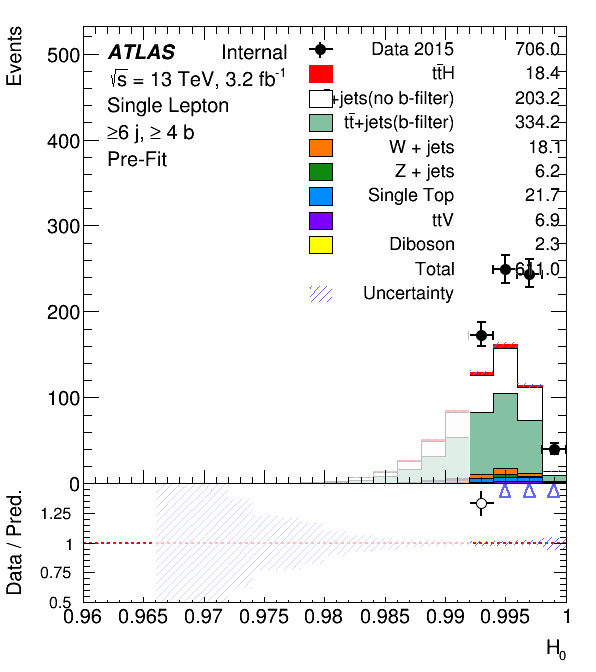 Events
500
400
300
200
100
0
ATLAS Internal
√s = 13 TeV, 3.2 fb-1
Single Lepton
≥6 j, ≥ 4 b
Pre-Fit
Data 2015 706.0
tt̄H 18.4
+jets(no b-filter) 203.2
tt̄+jets(b-filter) 334.2
W + jets 18.1
Z + jets 6.2
Single Top 21.7
ttV 6.9
Diboson 2.3
Total 611.0
Uncertainty
Data / Pred.
1.25
1
0.75
0.5
0.96 0.965 0.97 0.975 0.98 0.985 0.99 0.995 1
H0